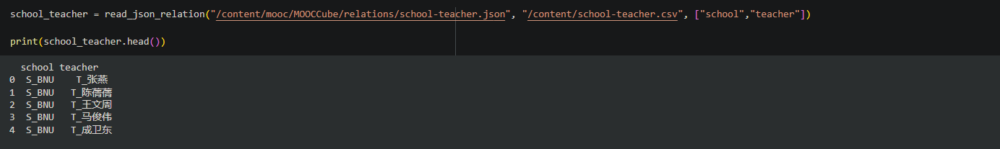 school_teacher = read_json_relation("/content/mooc/MOOCCube/relations/school-teacher.json", "/content/school-teacher.csv", ["school","teacher"])
print(school_teacher.head())
school teacher
0 S_BNU T_张燕
1 S_BNU T_陈蒨蒨
2 S_BNU T_王文周
3 S_BNU T_马俊伟
4 S_BNU T_成卫东